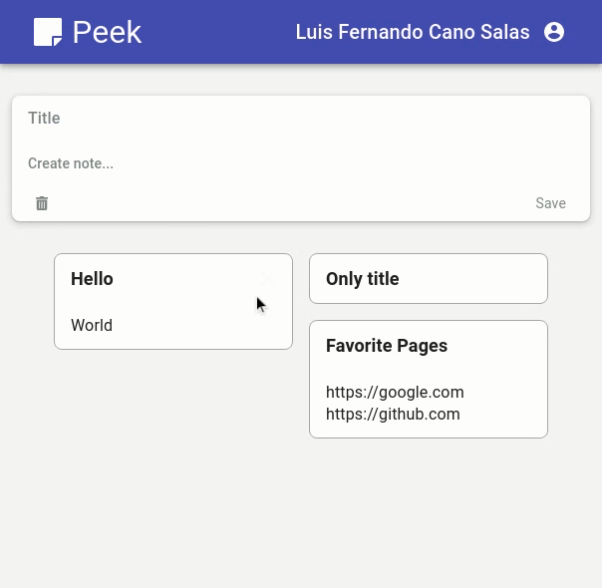 Peek
Luis Fernando Cano Salas
Title
Create note...
Save
Hello
World
Only title
Favorite Pages
https://google.com
https://github.com